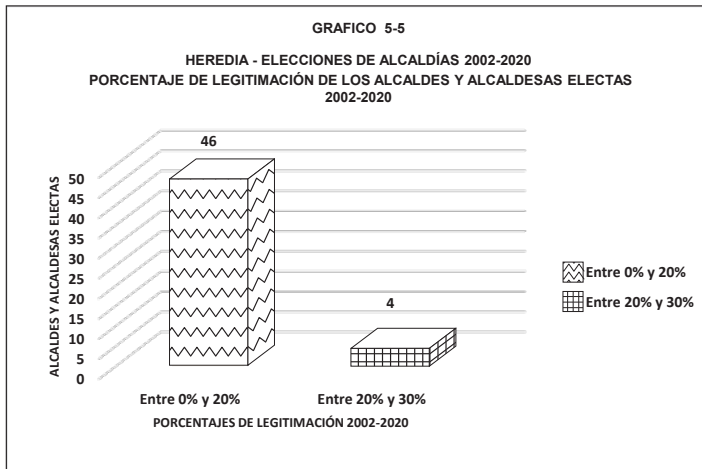 GRAFICO 5-5
HEREDIA - ELECCIONES DE ALCALDÍAS 2002-2020
PORCENTAJE DE LEGITIMACIÓN DE LOS ALCALDES Y ALCALDESAS ELECTAS
2002-2020
ALCALDES Y ALCALDESAS ELECTAS
50
45
40
35
30
25
20
15
10
5
0
46
4
Entre 0% y 20%
Entre 20% y 30%
PORCENTAJES DE LEGITIMACIÓN 2002-2020
Entre 0% y 20%
Entre 20% y 30%